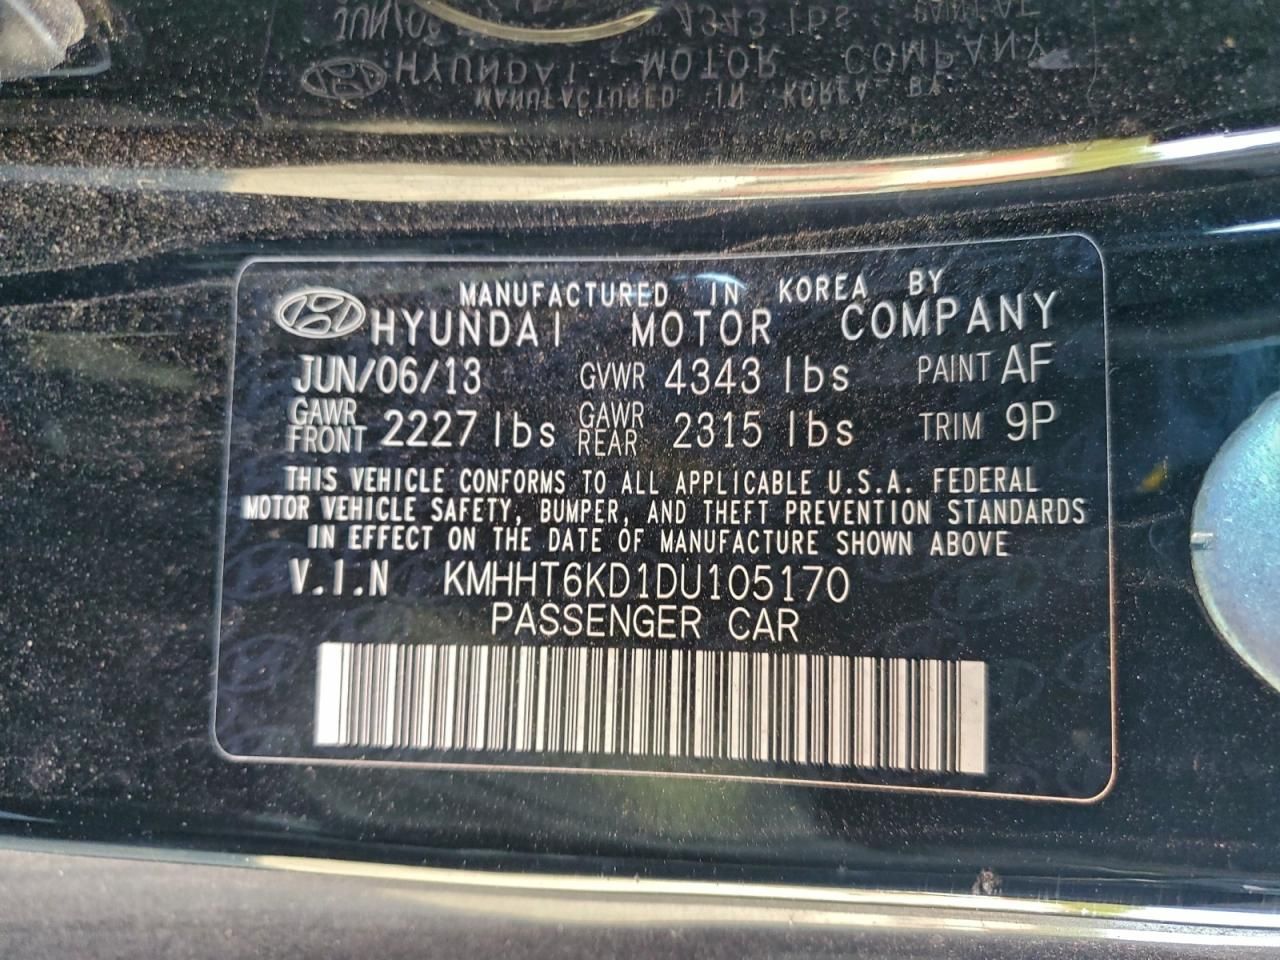 MANUFACTURED IN KOREA BY
HYUNDAI MOTOR COMPANY
JUN/06/13 GVWR 4343 lbs PAINT AF
GAWR FRONT 2227 lbs GAWR REAR 2315 lbs TRIM 9P
THIS VEHICLE CONFORMS TO ALL APPLICABLE U.S.A. FEDERAL
MOTOR VEHICLE SAFETY, BUMPER, AND THEFT PREVENTION STANDARDS
IN EFFECT ON THE DATE OF MANUFACTURE SHOWN ABOVE
V.I.N KMHHT6KD1DU105170
PASSENGER CAR